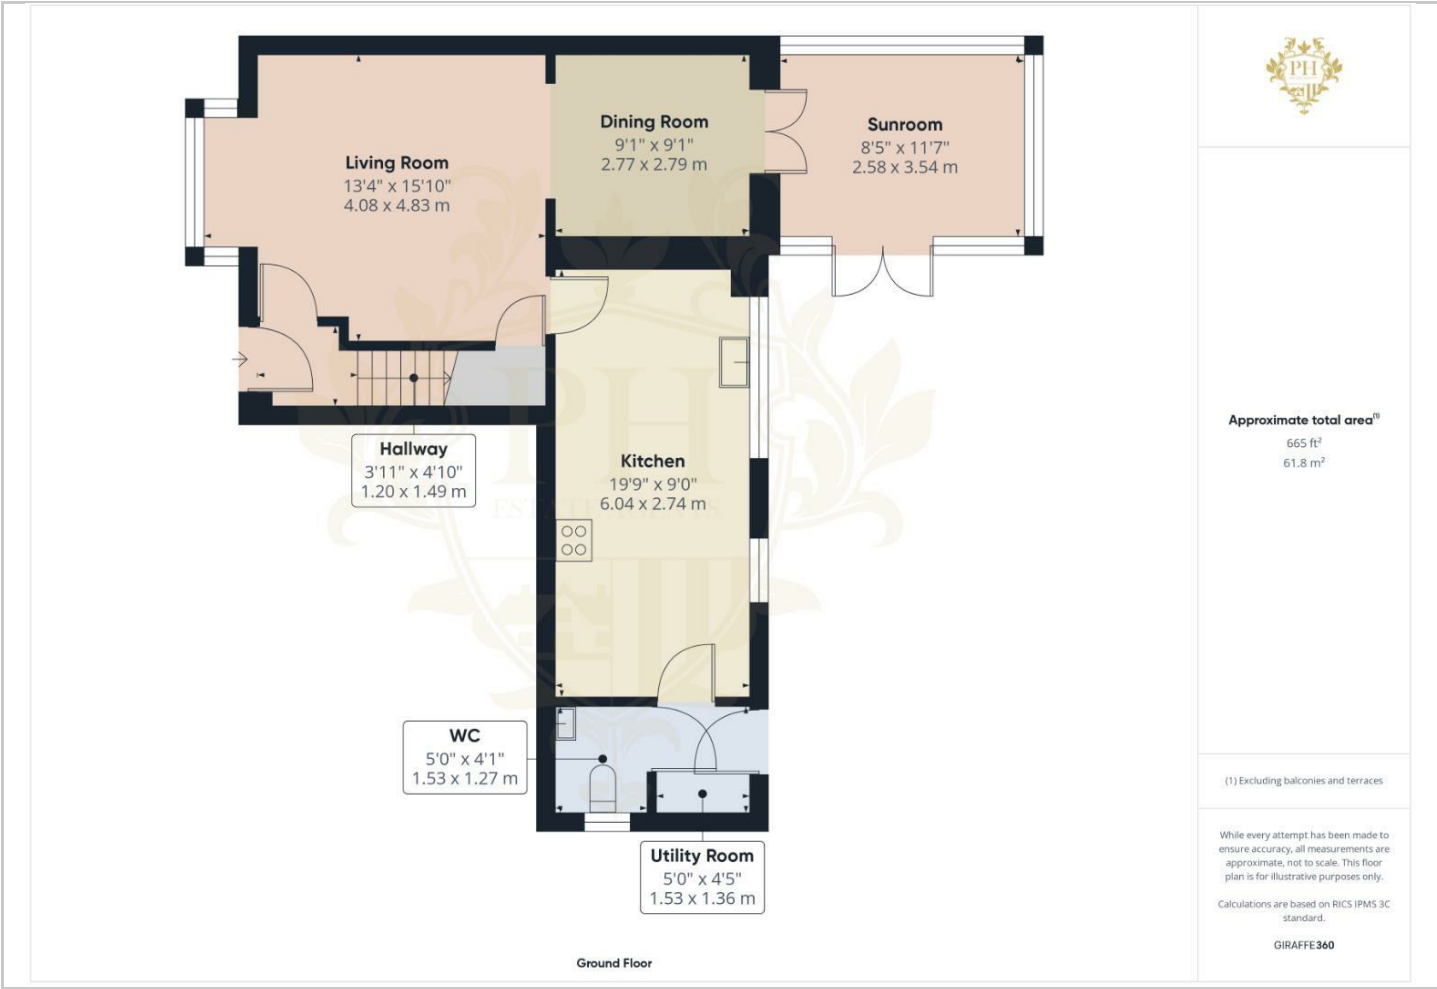 Living Room
13'4" x 15'10"
4.08 x 4.83 m
Dining Room
9'1" x 9'1"
2.77 x 2.79 m
Sunroom
8'5" x 11'7"
2.58 x 3.54 m
Hallway
3'11" x 4'10"
1.20 x 1.49 m
Kitchen
19'9" x 9'0"
6.04 x 2.74 m
WC
5'0" x 4'1"
1.53 x 1.27 m
Utility Room
5'0" x 4'5"
1.53 x 1.36 m
Ground Floor
PH
ESTATE AGENTS
PH
Approximate total area(1)
665 ft²
61.8 m²
(1) Excluding balconies and terraces
While every attempt has been made to
ensure accuracy, all measurements are
approximate, not to scale. This floor
plan is for illustrative purposes only.
Calculations are based on RICS IPMS 3C
standard.
GIRAFFE360